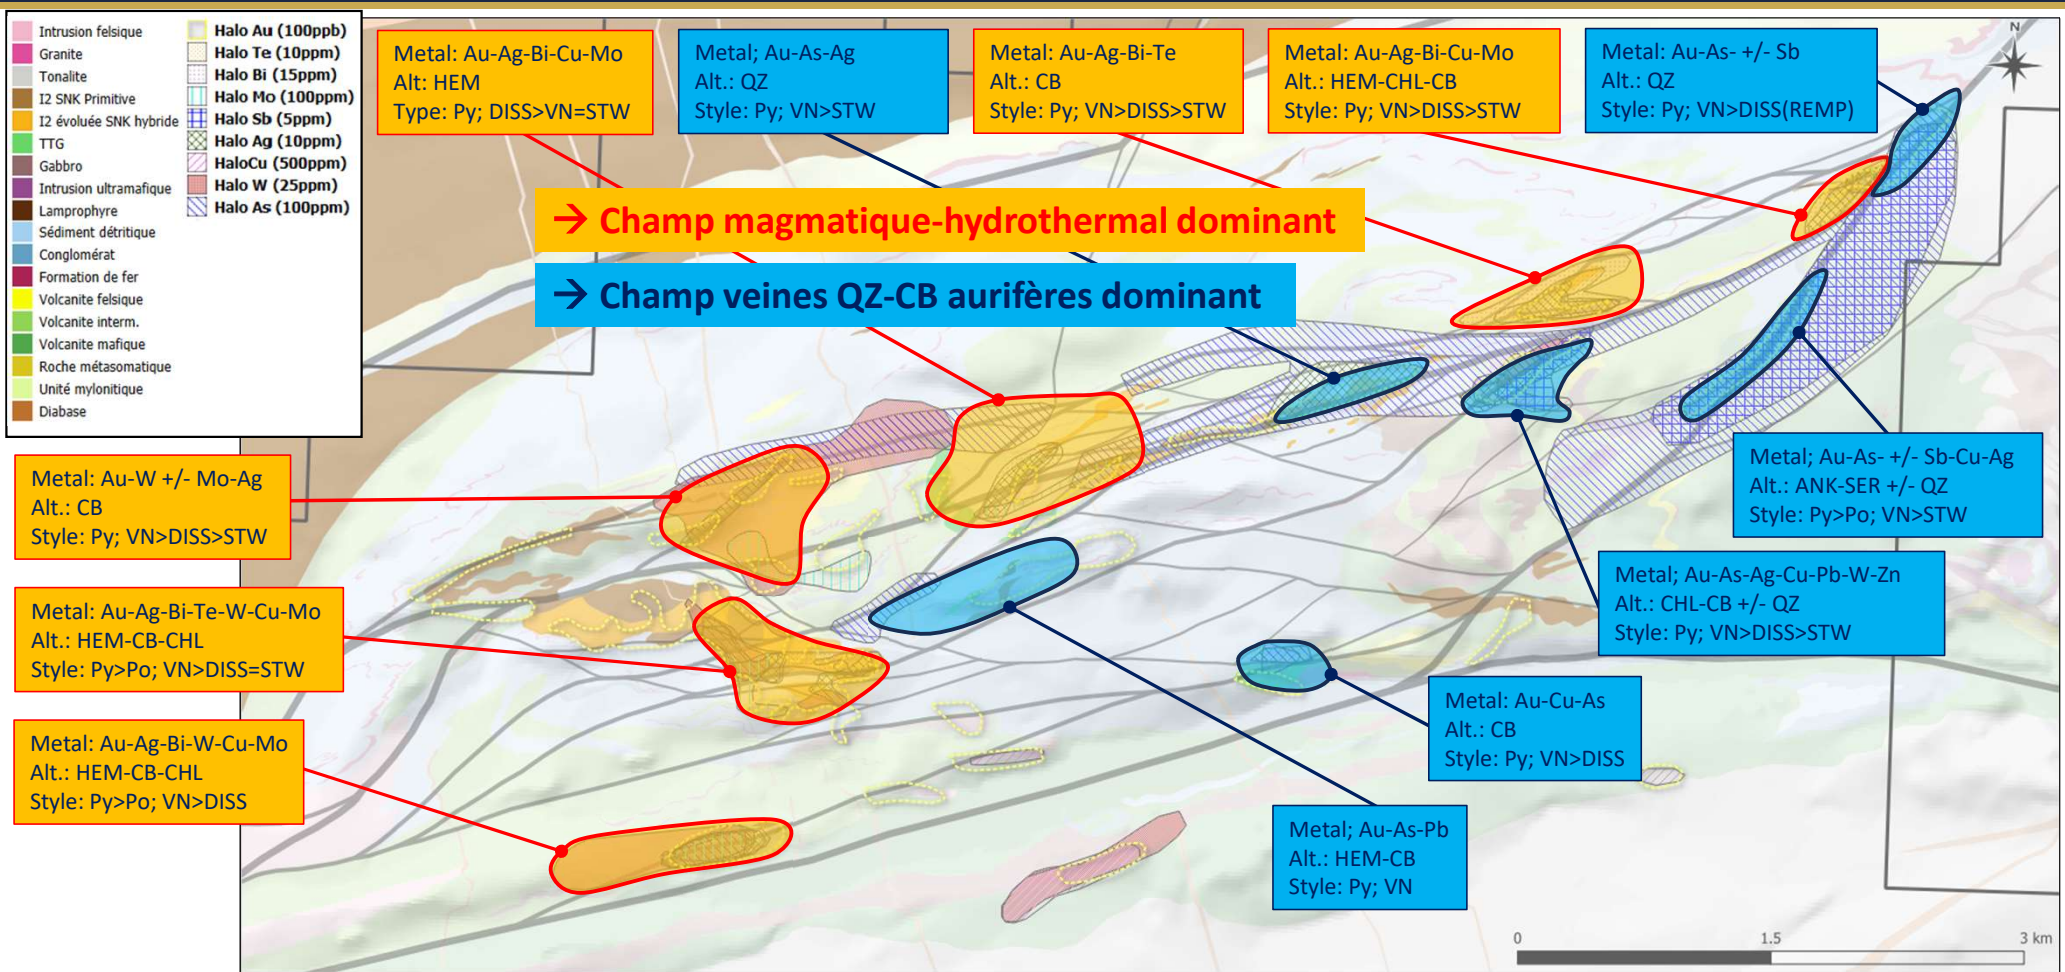 Intrusion felsique
Granite
Tonalite
I2 SNK Primitive
I2 évoluée SNK hybride
TTG
Gabbro
Intrusion ultramafique
Lamprophyre
Sédiment détritique
Conglomérat
Formation de fer
Volcanite felsique
Volcanite interm.
Volcanite mafique
Roche métasomatique
Unité mylonitique
Diabase
Halo Au (100ppb)
Halo Te (10ppm)
Halo Bi (15ppm)
Halo Mo (100ppm)
Halo Sb (5ppm)
Halo Ag (10ppm)
HaloCu (500ppm)
Halo W (25ppm)
Halo As (100ppm)
Metal: Au-Ag-Bi-Cu-Mo
Alt: HEM
Type: Py; DISS>VN=STW
Metal; Au-As-Ag
Alt.: QZ
Style: Py; VN>STW
Metal: Au-Ag-Bi-Te
Alt.: CB
Style: Py; VN>DISS>STW
Metal: Au-Ag-Bi-Cu-Mo
Alt.: HEM-CHL-CB
Style: Py; VN>DISS>STW
Metal: Au-As- +/- Sb
Alt.: QZ
Style: Py; VN>DISS(REMP)
N
→ Champ magmatique-hydrothermal dominant
→ Champ veines QZ-CB aurifères dominant
Metal: Au-W +/- Mo-Ag
Alt.: CB
Style: Py; VN>DISS>STW
Metal: Au-Ag-Bi-Te-W-Cu-Mo
Alt.: HEM-CB-CHL
Style: Py>Po; VN>DISS=STW
Metal: Au-Ag-Bi-W-Cu-Mo
Alt.: HEM-CB-CHL
Style: Py>Po; VN>DISS
Metal; Au-As- +/- Sb-Cu-Ag
Alt.: ANK-SER +/- QZ
Style: Py>Po; VN>STW
Metal; Au-As-Ag-Cu-Pb-W-Zn
Alt.: CHL-CB +/- QZ
Style: Py; VN>DISS>STW
Metal: Au-Cu-As
Alt.: CB
Style: Py; VN>DISS
Metal; Au-As-Pb
Alt.: HEM-CB
Style: Py; VN
0 1.5 3 km